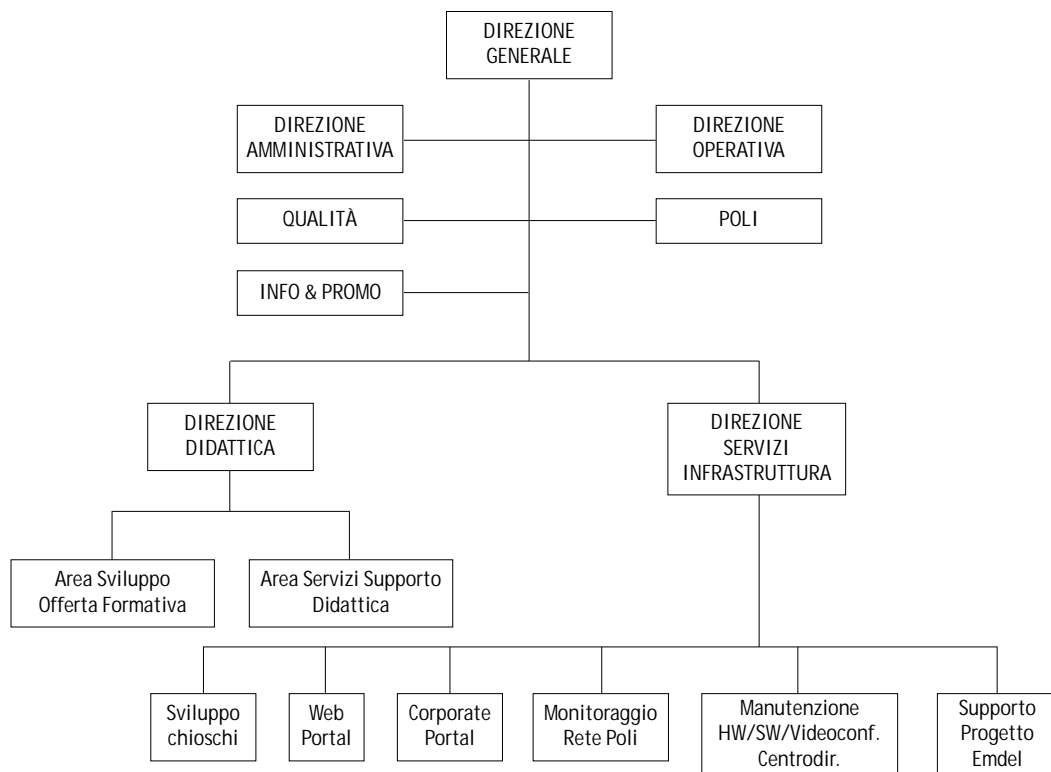 DIREZIONE
GENERALE
DIREZIONE
AMMINISTRATIVA
DIREZIONE
OPERATIVA
QUALITÀ
POLI
INFO & PROMO
DIREZIONE
DIDATTICA
DIREZIONE
SERVIZI
INFRASTRUTTURA
Area Sviluppo
Offerta Formativa
Area Servizi Supporto
Didattica
Sviluppo
chioschi
Web
Portal
Corporate
Portal
Monitoraggio
Rete Poli
Manutenzione
HW/SW/Videoconf.
Centrodir.
Supporto
Progetto
Emdel